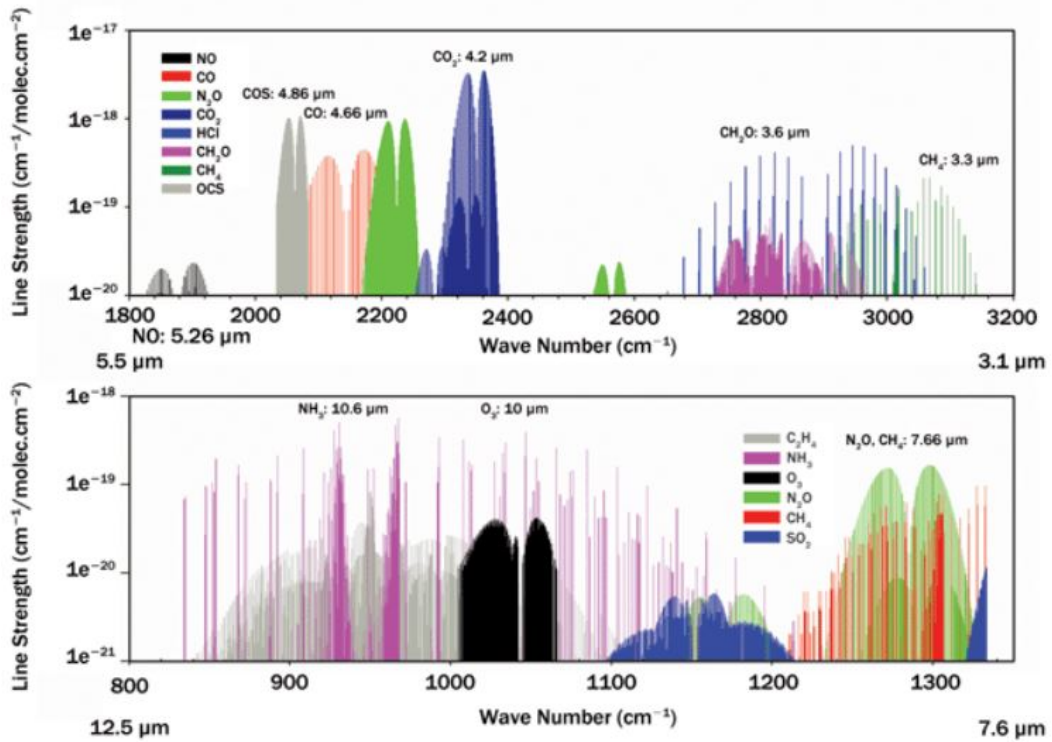 Line Strength (cm⁻¹/molec.cm⁻²)
1e⁻¹⁷
1e⁻¹⁸
1e⁻¹⁹
1e⁻²⁰
NO
CO
N₂O
CO₂
HCl
CH₂O
CH₄
OCS
COS: 4.86 µm
CO: 4.66 µm
CO₂: 4.2 µm
CH₂O: 3.6 µm
CH₄: 3.3 µm
1800 2000 2200 2400 2600 2800 3000 3200
NO: 5.26 µm
Wave Number (cm⁻¹)
5.5 µm 3.1 µm
Line Strength (cm⁻¹/molec.cm⁻²)
1e⁻¹⁸
1e⁻¹⁹
1e⁻²⁰
1e⁻²¹
NH₃: 10.6 µm
O₃: 10 µm
C₂H₄
NH₃
O₃
N₂O
CH₄
SO₂
N₂O, CH₄: 7.66 µm
800 900 1000 1100 1200 1300
Wave Number (cm⁻¹)
12.5 µm 7.6 µm